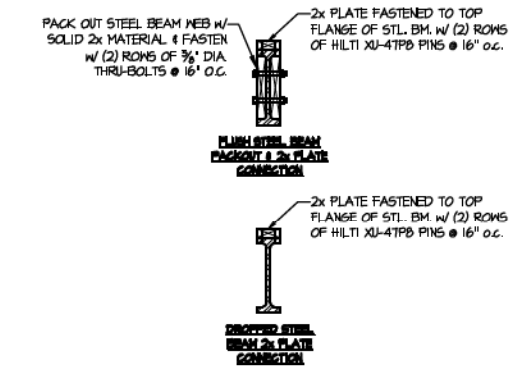 PACK OUT STEEL BEAM WEB W/
SOLID 2x MATERIAL & FASTEN
W/ (2) ROWS OF 3/8" DIA.
THRU-BOLTS @ 16" O.C.
2x PLATE FASTENED TO TOP
FLANGE OF STL. BM. W/ (2) ROWS
OF HILTI XU-47P8 PINS @ 16" o.c.
FLUSH STEEL BEAM
PACKOUT & 2x PLATE
CONNECTION
2x PLATE FASTENED TO TOP
FLANGE OF STL. BM. W/ (2) ROWS
OF HILTI XU-47P8 PINS @ 16" o.c.
DROPPED STEEL
BEAM 2x PLATE
CONNECTION